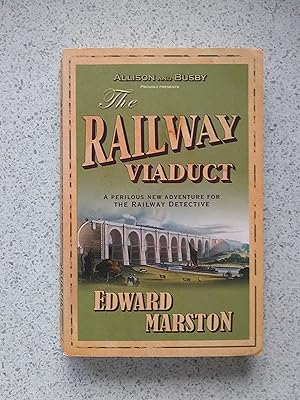 ALLISON AND BUSBY
PROUDLY PRESENTS
The
RAILWAY
VIADUCT
A PERILOUS NEW ADVENTURE FOR
THE RAILWAY DETECTIVE
EDWARD
MARSTON